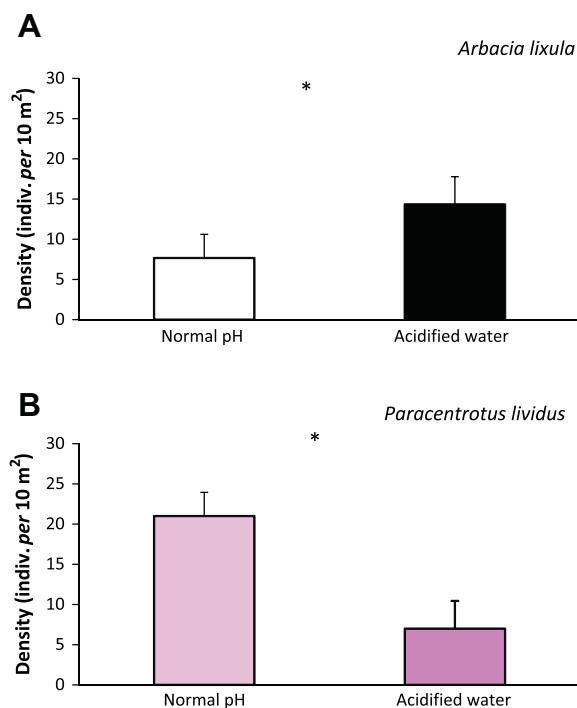 A
Arbacia lixula
*
Density (indiv. per 10 m²)
30
25
20
15
10
5
0
Normal pH Acidified water
B
Paracentrotus lividus
*
Density (indiv. per 10 m²)
30
25
20
15
10
5
0
Normal pH Acidified water